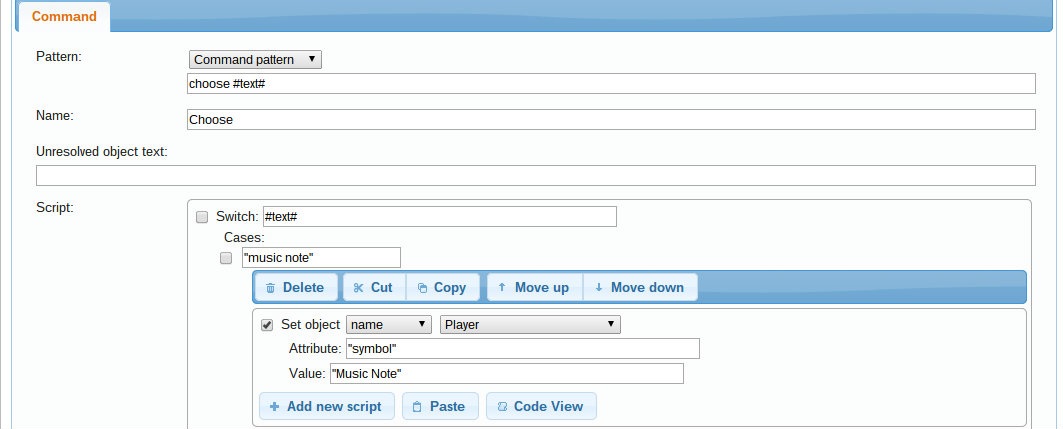 Command
Pattern: Command pattern
choose #text#
Name: Choose
Unresolved object text:
Script: Switch: #text#
Cases:
"music note"
Delete Cut Copy Move up Move down
Set object name Player
Attribute: "symbol"
Value: "Music Note"
Add new script Paste Code View